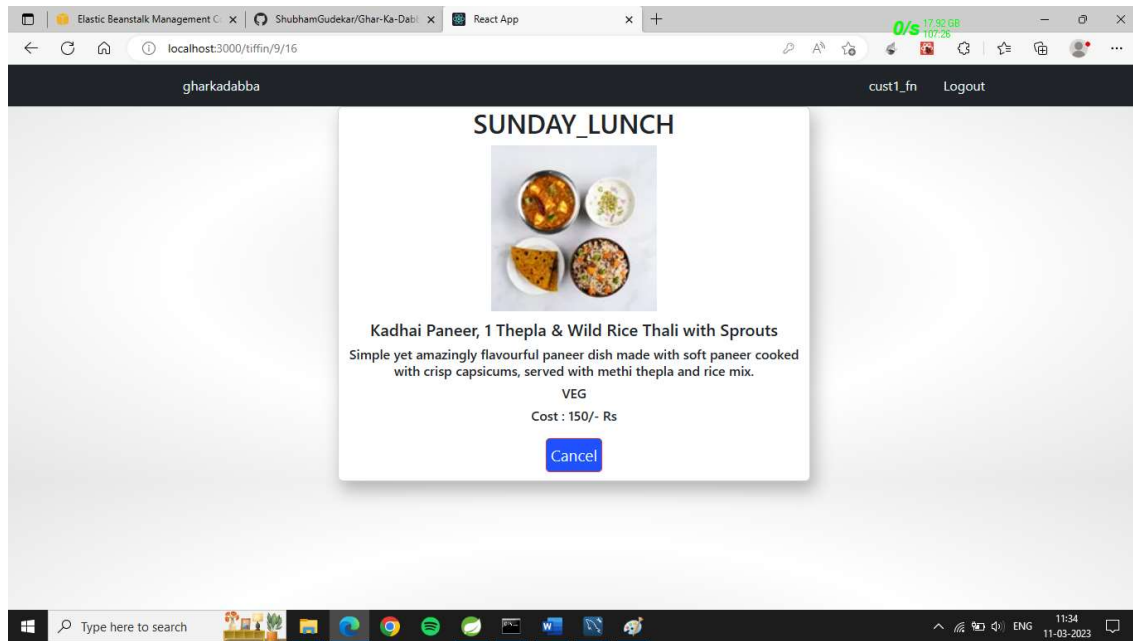 Elastic Beanstalk Management C
ShubhamGudekar/Ghar-Ka-Dab
React App
0/s 17.92 GB
107.26
localhost:3000/tiffin/9/16
gharkadabba
cust1_fn
Logout
SUNDAY_LUNCH
Kadhai Paneer, 1 Thepla & Wild Rice Thali with Sprouts
Simple yet amazingly flavourful paneer dish made with soft paneer cooked
with crisp capsicums, served with methi thepla and rice mix.
VEG
Cost : 150/- Rs
Cancel
Type here to search
ENG
11:34
11-03-2023